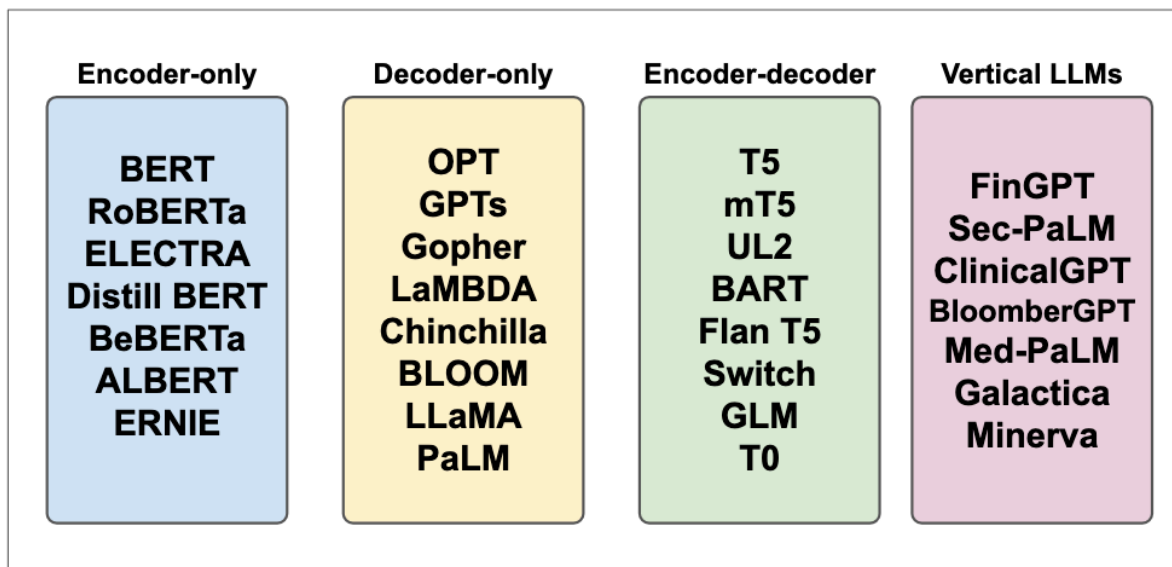 Encoder-only
BERT
RoBERTa
ELECTRA
Distill BERT
BeBERTa
ALBERT
ERNIE
Decoder-only
OPT
GPTs
Gopher
LaMBDA
Chinchilla
BLOOM
LLaMA
PaLM
Encoder-decoder
T5
mT5
UL2
BART
Flan T5
Switch
GLM
T0
Vertical LLMs
FinGPT
Sec-PaLM
ClinicalGPT
BloomberGPT
Med-PaLM
Galactica
Minerva